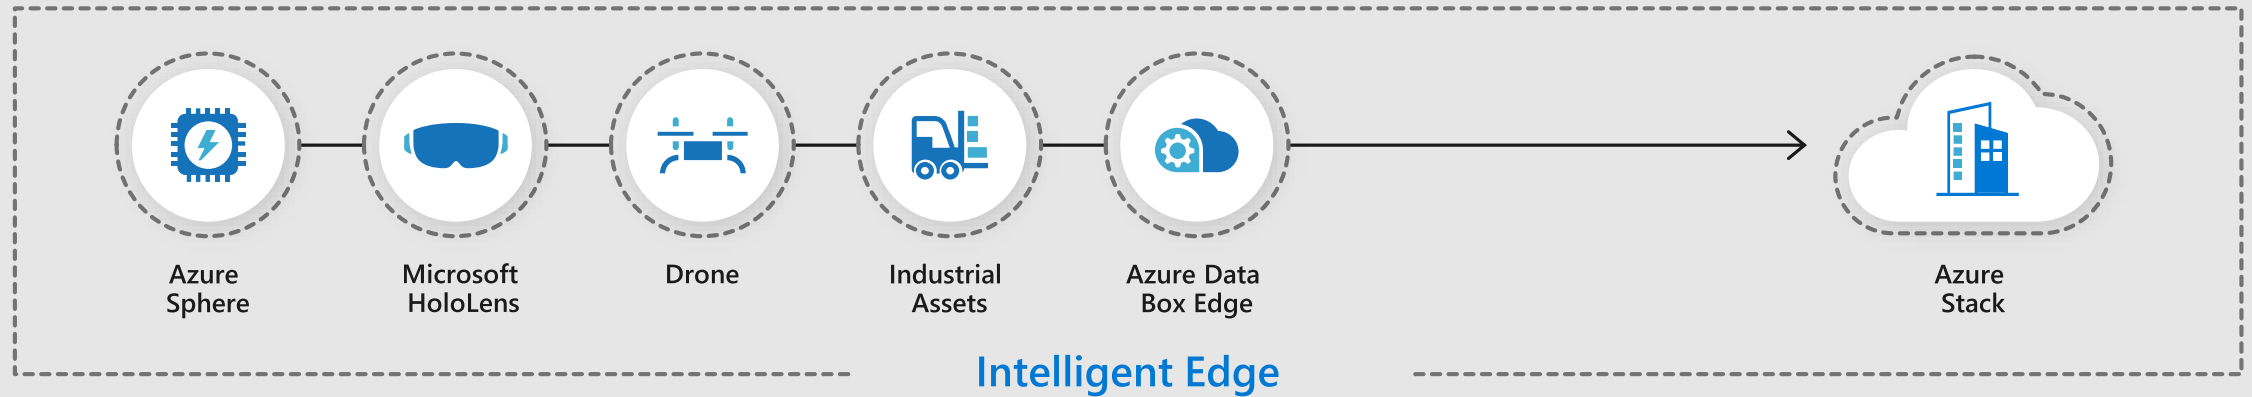 Azure
Sphere
Microsoft
HoloLens
Drone
Industrial
Assets
Azure Data
Box Edge
Azure
Stack
Intelligent Edge